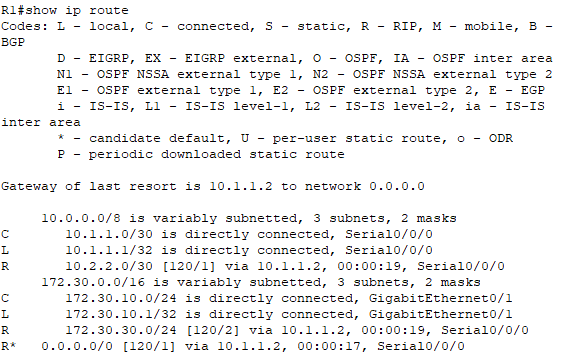 R1#show ip route
Codes: L - local, C - connected, S - static, R - RIP, M - mobile, B -
BGP
D - EIGRP, EX - EIGRP external, O - OSPF, IA - OSPF inter area
N1 - OSPF NSSA external type 1, N2 - OSPF NSSA external type 2
E1 - OSPF external type 1, E2 - OSPF external type 2, E - EGP
i - IS-IS, L1 - IS-IS level-1, L2 - IS-IS level-2, ia - IS-IS
inter area
* - candidate default, U - per-user static route, o - ODR
P - periodic downloaded static route
Gateway of last resort is 10.1.1.2 to network 0.0.0.0
10.0.0.0/8 is variably subnetted, 3 subnets, 2 masks
C 10.1.1.0/30 is directly connected, Serial0/0/0
L 10.1.1.1/32 is directly connected, Serial0/0/0
R 10.2.2.0/30 [120/1] via 10.1.1.2, 00:00:19, Serial0/0/0
172.30.0.0/16 is variably subnetted, 3 subnets, 2 masks
C 172.30.10.0/24 is directly connected, GigabitEthernet0/1
L 172.30.10.1/32 is directly connected, GigabitEthernet0/1
R 172.30.30.0/24 [120/2] via 10.1.1.2, 00:00:19, Serial0/0/0
R* 0.0.0.0/0 [120/1] via 10.1.1.2, 00:00:17, Serial0/0/0